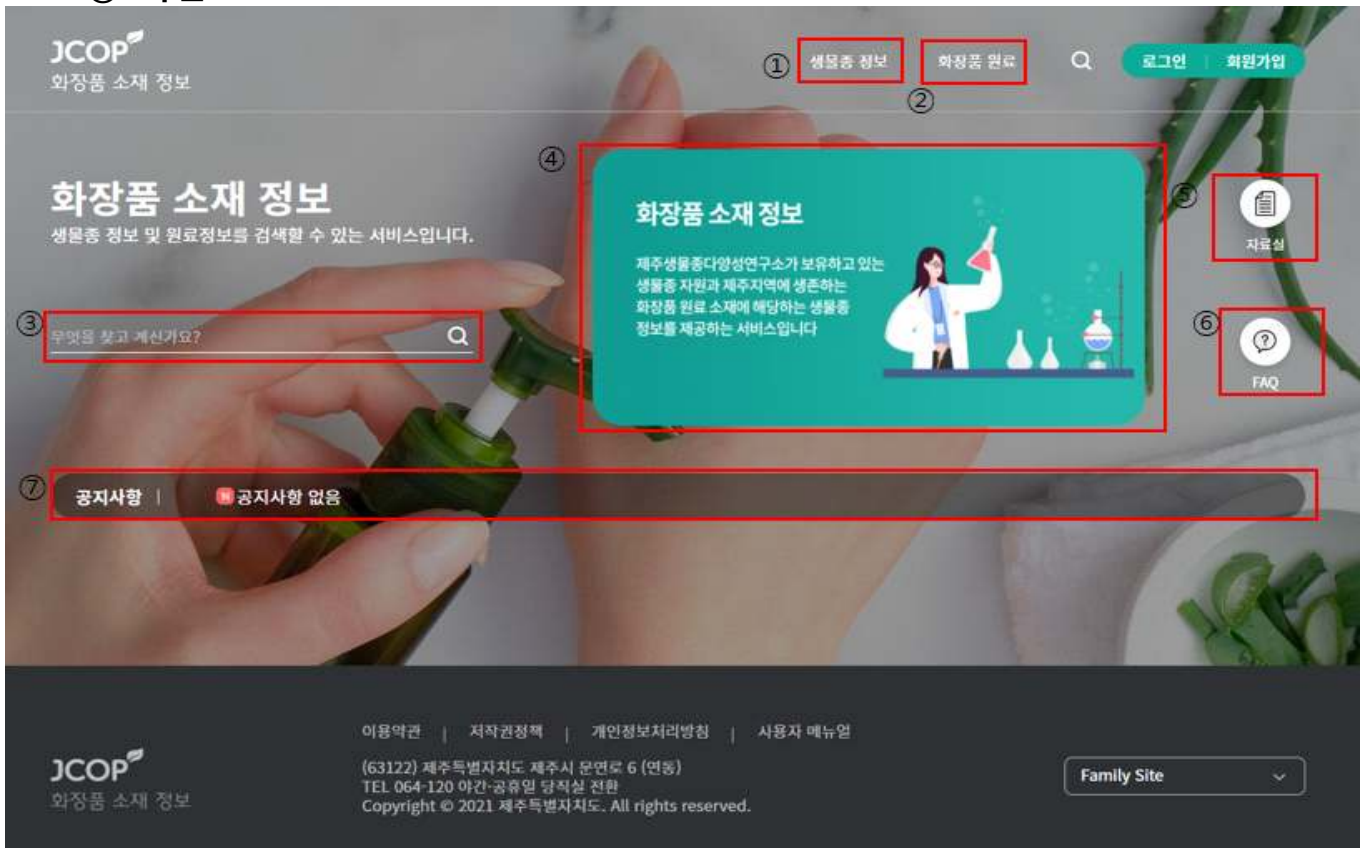 JCOP
화장품 소재 정보
① 생물종 정보
② 화장품 원료
로그인 | 회원가입
화장품 소재 정보
생물종 정보 및 원료정보를 검색할 수 있는 서비스입니다.
③ 무엇을 찾고 계신가요?
④
화장품 소재 정보
제주생물종다양성연구소가 보유하고 있는
생물종 자원과 제주지역에 생존하는
화장품 원료 소재에 해당하는 생물종
정보를 제공하는 서비스입니다
⑤
자료실
⑥
FAQ
⑦ 공지사항 | N 공지사항 없음
이용약관 | 저작권정책 | 개인정보처리방침 | 사용자 메뉴얼
JCOP
화장품 소재 정보
(63122) 제주특별자치도 제주시 문연로 6 (연동)
TEL 064-120 야간·공휴일 당직실 전환
Copyright © 2021 제주특별자치도. All rights reserved.
Family Site